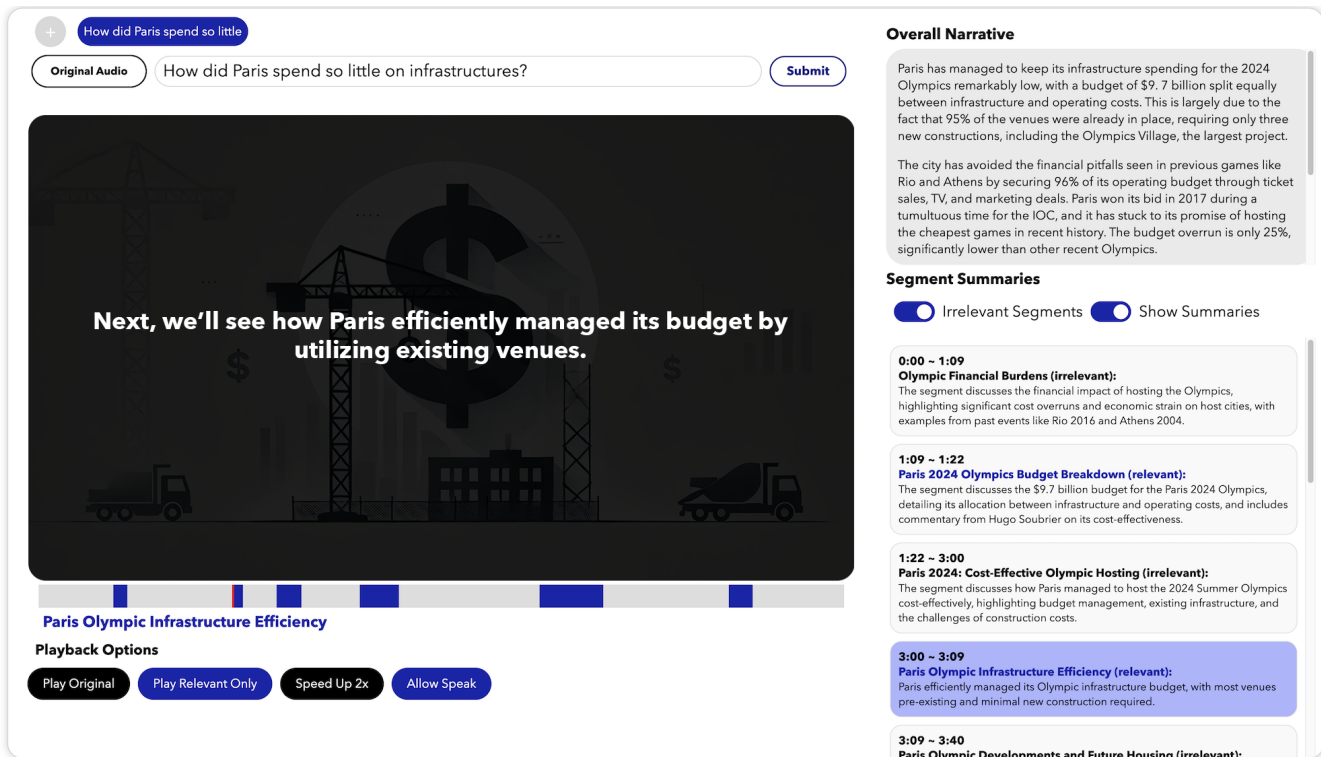 +
How did Paris spend so little
Original Audio
How did Paris spend so little on infrastructures?
Submit
Next, we'll see how Paris efficiently managed its budget by
utilizing existing venues.
$
$
$
Paris Olympic Infrastructure Efficiency
Playback Options
Play Original
Play Relevant Only
Speed Up 2x
Allow Speak
Overall Narrative
Paris has managed to keep its infrastructure spending for the 2024
Olympics remarkably low, with a budget of $9. 7 billion split equally
between infrastructure and operating costs. This is largely due to the
fact that 95% of the venues were already in place, requiring only three
new constructions, including the Olympics Village, the largest project.
The city has avoided the financial pitfalls seen in previous games like
Rio and Athens by securing 96% of its operating budget through ticket
sales, TV, and marketing deals. Paris won its bid in 2017 during a
tumultuous time for the IOC, and it has stuck to its promise of hosting
the cheapest games in recent history. The budget overrun is only 25%,
significantly lower than other recent Olympics.
Segment Summaries
Irrelevant Segments
Show Summaries
0:00 ~ 1:09
Olympic Financial Burdens (irrelevant):
The segment discusses the financial impact of hosting the Olympics,
highlighting significant cost overruns and economic strain on host cities, with
examples from past events like Rio 2016 and Athens 2004.
1:09 ~ 1:22
Paris 2024 Olympics Budget Breakdown (relevant):
The segment discusses the $9.7 billion budget for the Paris 2024 Olympics,
detailing its allocation between infrastructure and operating costs, and includes
commentary from Hugo Soubrier on its cost-effectiveness.
1:22 ~ 3:00
Paris 2024: Cost-Effective Olympic Hosting (irrelevant):
The segment discusses how Paris managed to host the 2024 Summer Olympics
cost-effectively, highlighting budget management, existing infrastructure, and
the challenges of construction costs.
3:00 ~ 3:09
Paris Olympic Infrastructure Efficiency (relevant):
Paris efficiently managed its Olympic infrastructure budget, with most venues
pre-existing and minimal new construction required.
3:09 ~ 3:40
Paris Olympic Developments and Future Housing (irrelevant):